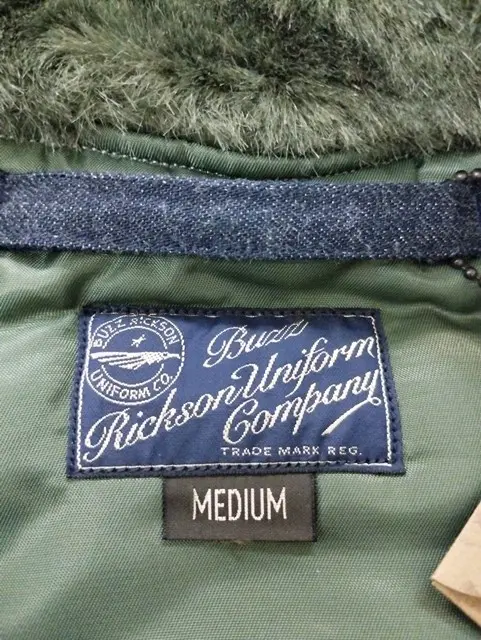 BUZZ RICKSON
UNIFORM CO.
Buzz
Rickson Uniform
Company
TRADE MARK REG.
MEDIUM